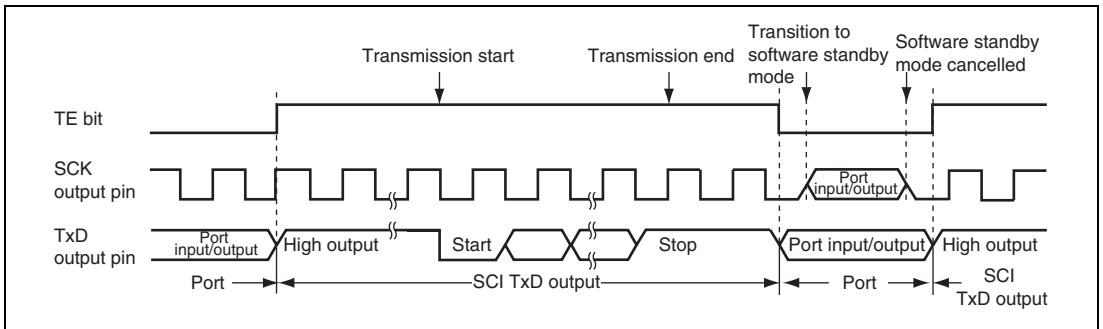 Transmission start
Transmission end
Transition to
software standby
mode
Software standby
mode cancelled
TE bit
SCK
output pin
Port
input/output
TxD
output pin
Port
input/output
High output
Start
Stop
Port input/output
High output
Port
SCI TxD output
Port
SCI
TxD output